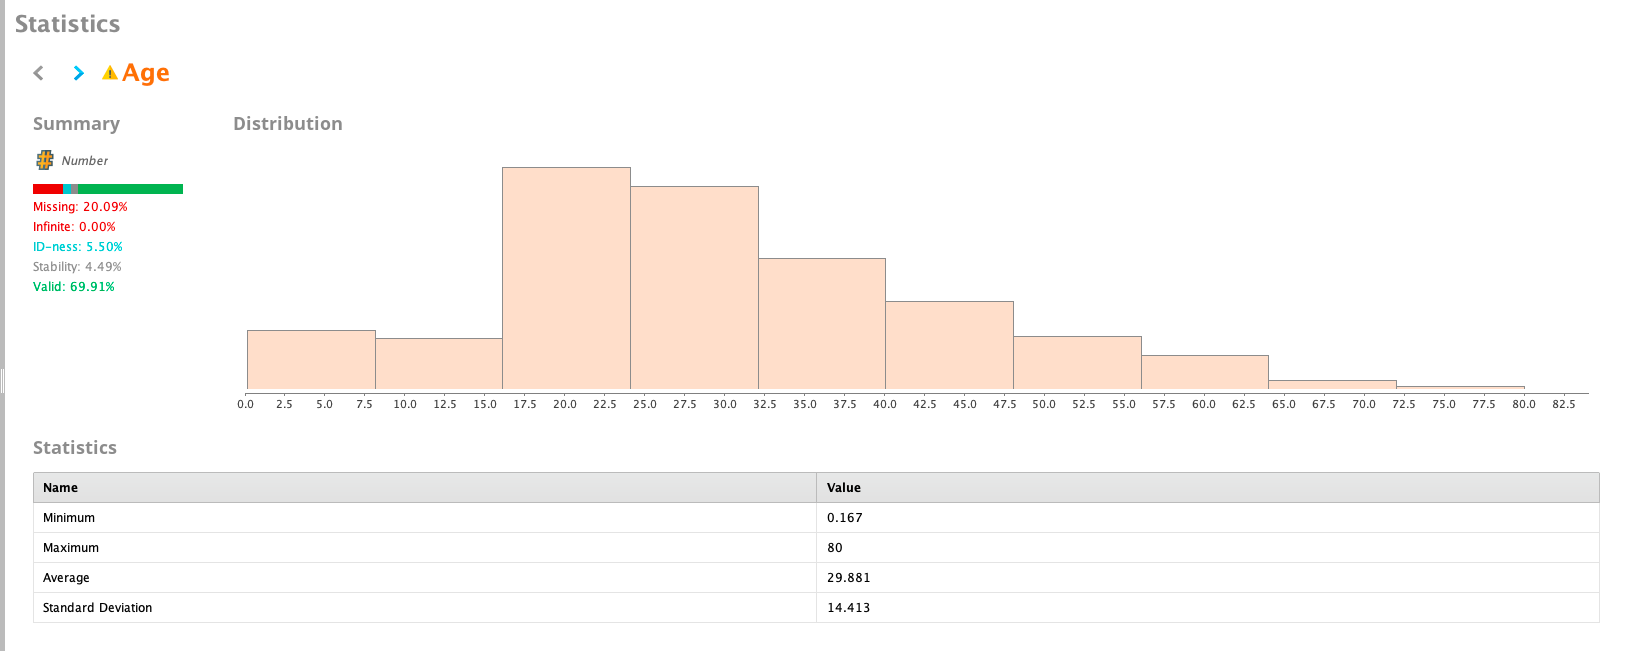 Statistics
Age
Summary
Distribution
Number
Missing: 20.09%
Infinite: 0.00%
ID-ness: 5.50%
Stability: 4.49%
Valid: 69.91%
0.0 2.5 5.0 7.5 10.0 12.5 15.0 17.5 20.0 22.5 25.0 27.5 30.0 32.5 35.0 37.5 40.0 42.5 45.0 47.5 50.0 52.5 55.0 57.5 60.0 62.5 65.0 67.5 70.0 72.5 75.0 77.5 80.0 82.5
Statistics
Name Value
Minimum 0.167
Maximum 80
Average 29.881
Standard Deviation 14.413